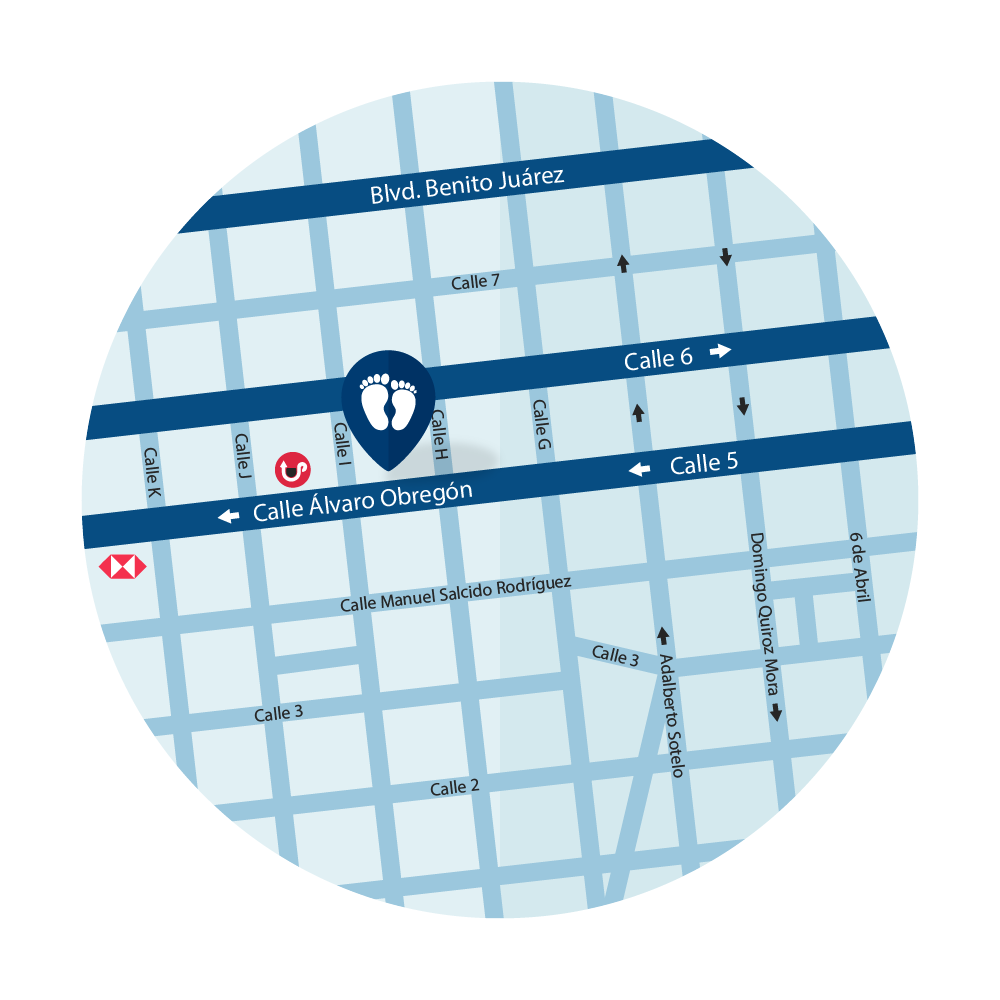 Blvd. Benito Juárez
Calle 7
Calle 6
Calle K
Calle J
Calle I
Calle H
Calle G
Calle 5
Calle Álvaro Obregón
Calle Manuel Salcido Rodríguez
Domingo Quiroz Mora
6 de Abril
Calle 3
Adalberto Sotelo
Calle 3
Calle 2